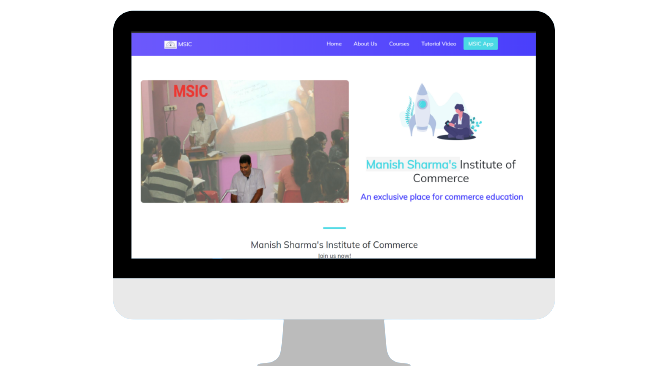 MSIC
Home
About Us
Courses
Tutorial Video
MSIC App
MSIC
Manish Sharma's Institute of
Commerce
An exclusive place for commerce education
Manish Sharma's Institute of Commerce
Join us now!